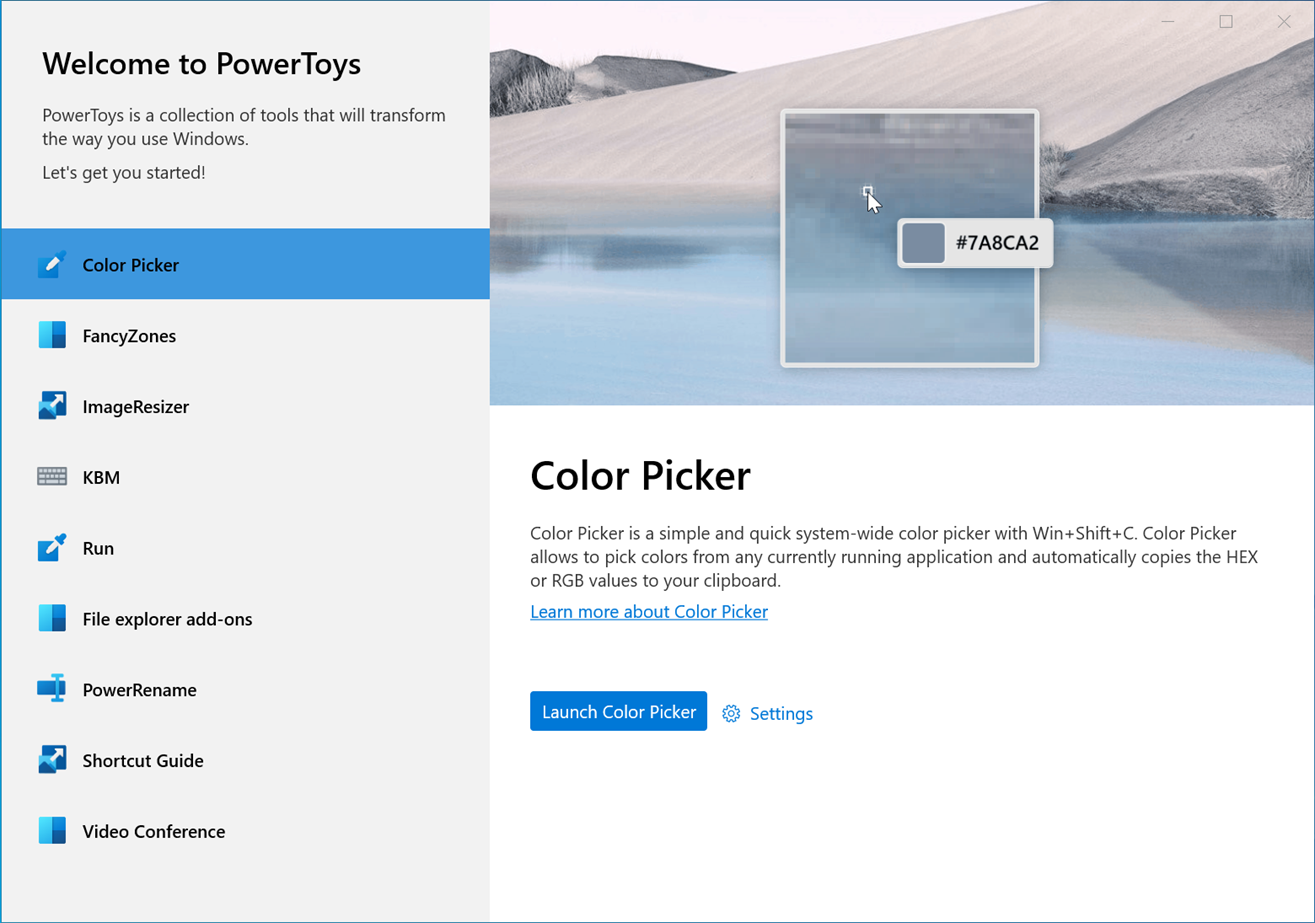 Welcome to PowerToys
PowerToys is a collection of tools that will transform
the way you use Windows.
Let's get you started!
Color Picker
FancyZones
ImageResizer
KBM
Run
File explorer add-ons
PowerRename
Shortcut Guide
Video Conference
#7A8CA2
Color Picker
Color Picker is a simple and quick system-wide color picker with Win+Shift+C. Color Picker
allows to pick colors from any currently running application and automatically copies the HEX
or RGB values to your clipboard.
Learn more about Color Picker
Launch Color Picker
Settings